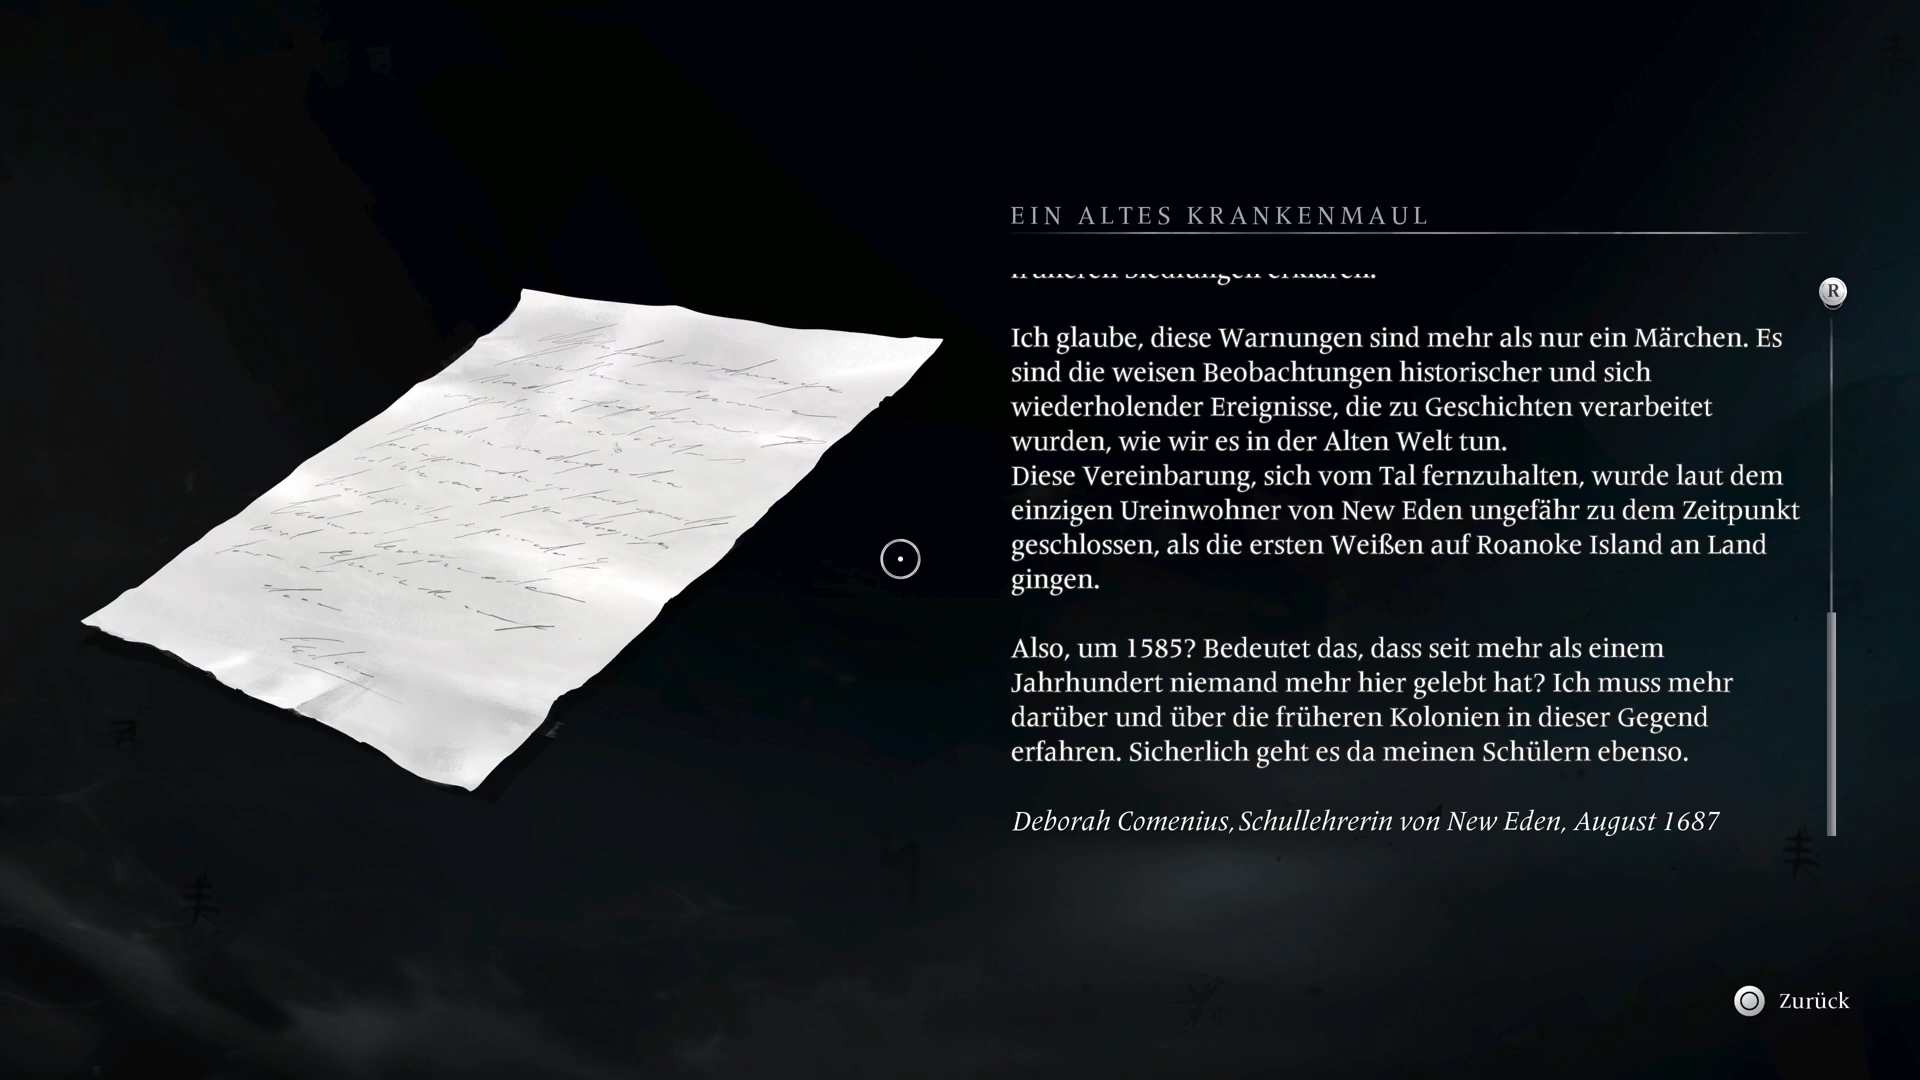 EIN ALTES KRANKENMAUL
früheren Siedlungen erklären.
R
Ich glaube, diese Warnungen sind mehr als nur ein Märchen. Es
sind die weisen Beobachtungen historischer und sich
wiederholender Ereignisse, die zu Geschichten verarbeitet
wurden, wie wir es in der Alten Welt tun.
Diese Vereinbarung, sich vom Tal fernzuhalten, wurde laut dem
einzigen Ureinwohner von New Eden ungefähr zu dem Zeitpunkt
geschlossen, als die ersten Weißen auf Roanoke Island an Land
gingen.
Also, um 1585? Bedeutet das, dass seit mehr als einem
Jahrhundert niemand mehr hier gelebt hat? Ich muss mehr
darüber und über die früheren Kolonien in dieser Gegend
erfahren. Sicherlich geht es da meinen Schülern ebenso.
Deborah Comenius, Schullehrerin von New Eden, August 1687
Zurück